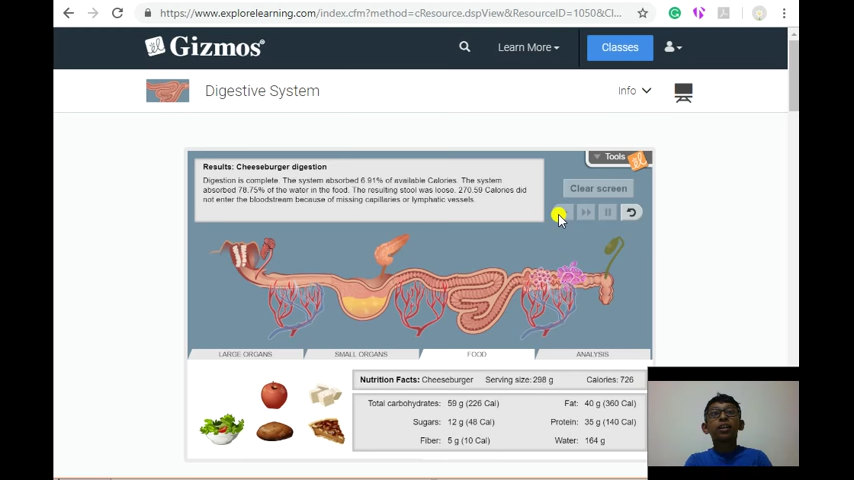 https://www.explorelearning.com/index.cfm?method=cResource.dspView&ResourceID=1050&Cl...
Gizmos
Learn More
Classes
Digestive System
Info
Tools
Results: Cheeseburger digestion
Digestion is complete. The system absorbed 6.91% of available Calories. The system
absorbed 78.75% of the water in the food. The resulting stool was loose. 270.59 Calories did
not enter the bloodstream because of missing capillaries or lymphatic vessels.
Clear screen
LARGE ORGANS
SMALL ORGANS
FOOD
ANALYSIS
Nutrition Facts: Cheeseburger Serving size: 298 g Calories: 726
Total carbohydrates: 59 g (226 Cal) Fat: 40 g (360 Cal)
Sugars: 12 g (48 Cal) Protein: 35 g (140 Cal)
Fiber: 5 g (10 Cal) Water: 164 g